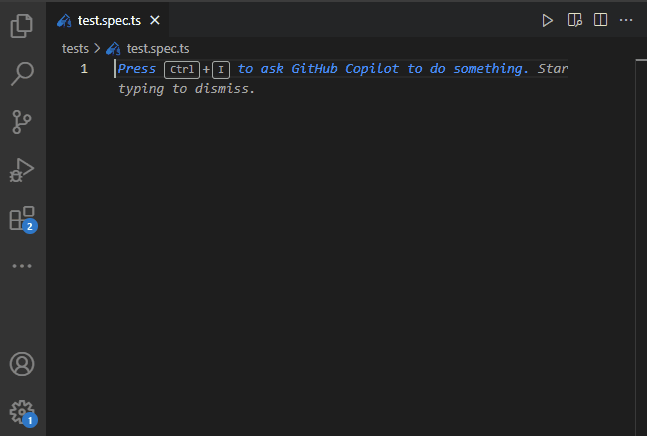 test.spec.ts
tests > test.spec.ts
1 Press Ctrl+I to ask GitHub Copilot to do something. Star
typing to dismiss.
2
1